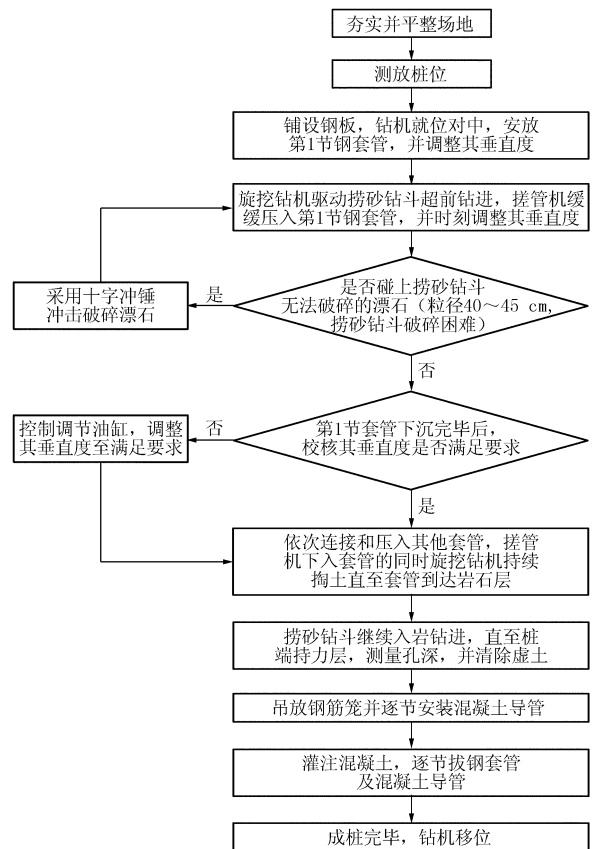 夯实并平整场地
测放桩位
铺设钢板，钻机就位对中，安放
第1节钢套管，并调整其垂直度
旋挖钻机驱动捞砂钻斗超前钻进，搓管机缓
缓压入第1节钢套管，并时刻调整其垂直度
是否碰上捞砂钻斗
无法破碎的漂石（粒径40～45 cm，
捞砂钻斗破碎困难）
是
采用十字冲锤
冲击破碎漂石
否
第1节套管下沉完毕后，
校核其垂直度是否满足要求
否
控制调节油缸，调整
其垂直度至满足要求
是
依次连接和压入其他套管，搓管
机下入套管的同时旋挖钻机持续
掏土直至套管到达岩石层
捞砂钻斗继续入岩钻进，直至桩
端持力层，测量孔深，并清除虚土
吊放钢筋笼并逐节安装混凝土导管
灌注混凝土，逐节拔钢套管
及混凝土导管
成桩完毕，钻机移位